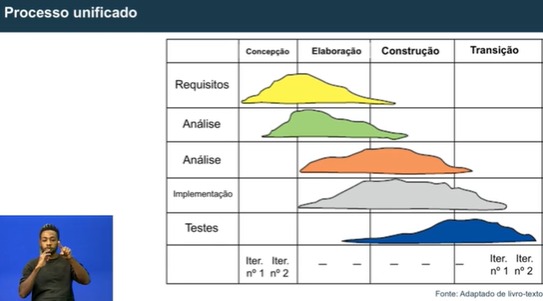 Processo unificado
Concepção Elaboração Construção Transição
Requisitos
Análise
Análise
Implementação
Testes
Iter. Iter. Iter. Iter.
nº 1 nº 2 _ _ _ _ _ nº 1 nº 2
Fonte: Adaptado de livro-texto